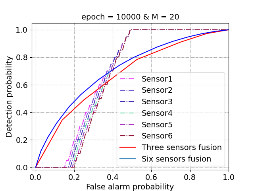 epoch = 10000 & M = 20
Detection probability
1.0
0.8
0.6
0.4
0.2
0.0
Sensor1
Sensor2
Sensor3
Sensor4
Sensor5
Sensor6
Three sensors fusion
Six sensors fusion
0.0 0.2 0.4 0.6 0.8 1.0
False alarm probability